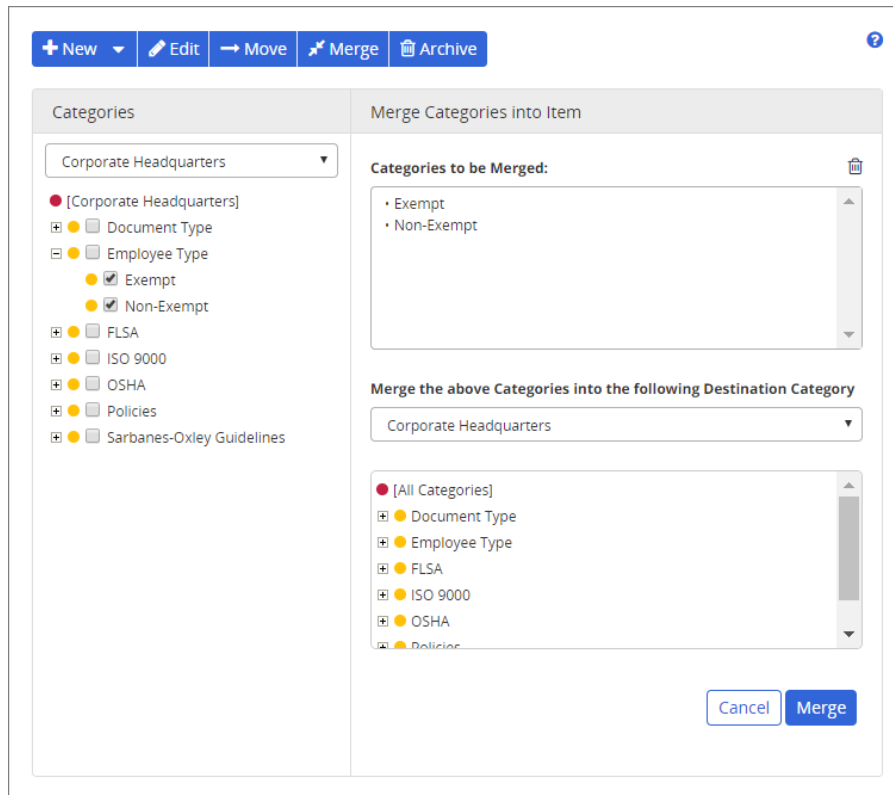 New Edit Move Merge Archive ?
Categories
Corporate Headquarters
[Corporate Headquarters]
Document Type
Employee Type
Exempt
Non-Exempt
FLSA
ISO 9000
OSHA
Policies
Sarbanes-Oxley Guidelines
Merge Categories into Item
Categories to be Merged:
• Exempt
• Non-Exempt
Merge the above Categories into the following Destination Category
Corporate Headquarters
[All Categories]
Document Type
Employee Type
FLSA
ISO 9000
OSHA
Policies
Cancel Merge